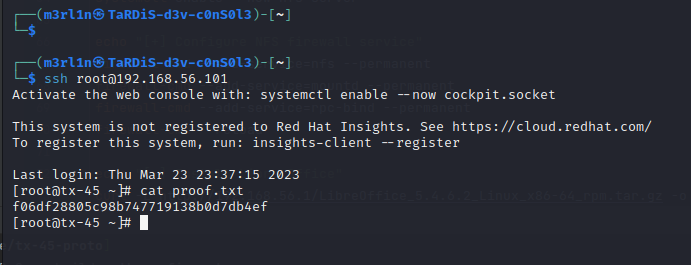 ┌──(m3rl1n㉿TaRDiS-d3v-c0nS0l3)-[~]
└─$
┌──(m3rl1n㉿TaRDiS-d3v-c0nS0l3)-[~]
└─$ ssh root@192.168.56.101
Activate the web console with: systemctl enable --now cockpit.socket
This system is not registered to Red Hat Insights. See https://cloud.redhat.com/
To register this system, run: insights-client --register
Last login: Thu Mar 23 23:37:15 2023
[root@tx-45 ~]# cat proof.txt
f06df28805c98b747719138b0d7db4ef
[root@tx-45 ~]#
/tx-45-proto